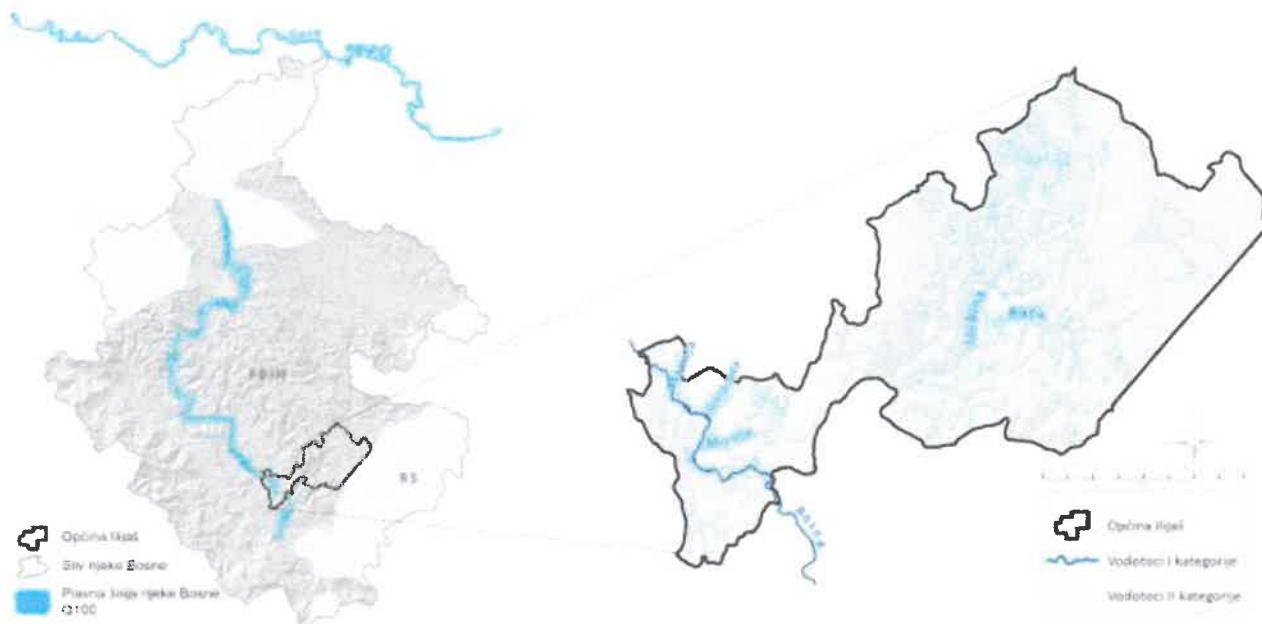 FBIH
RS
Općina Ilijaš
Sliv rijeke Bosne
Plavna linija rijeke Bosne
Q100
Misoča
Bosna
Općina Ilijaš
Vodotoci I kategorije
Vodotoci II kategorije